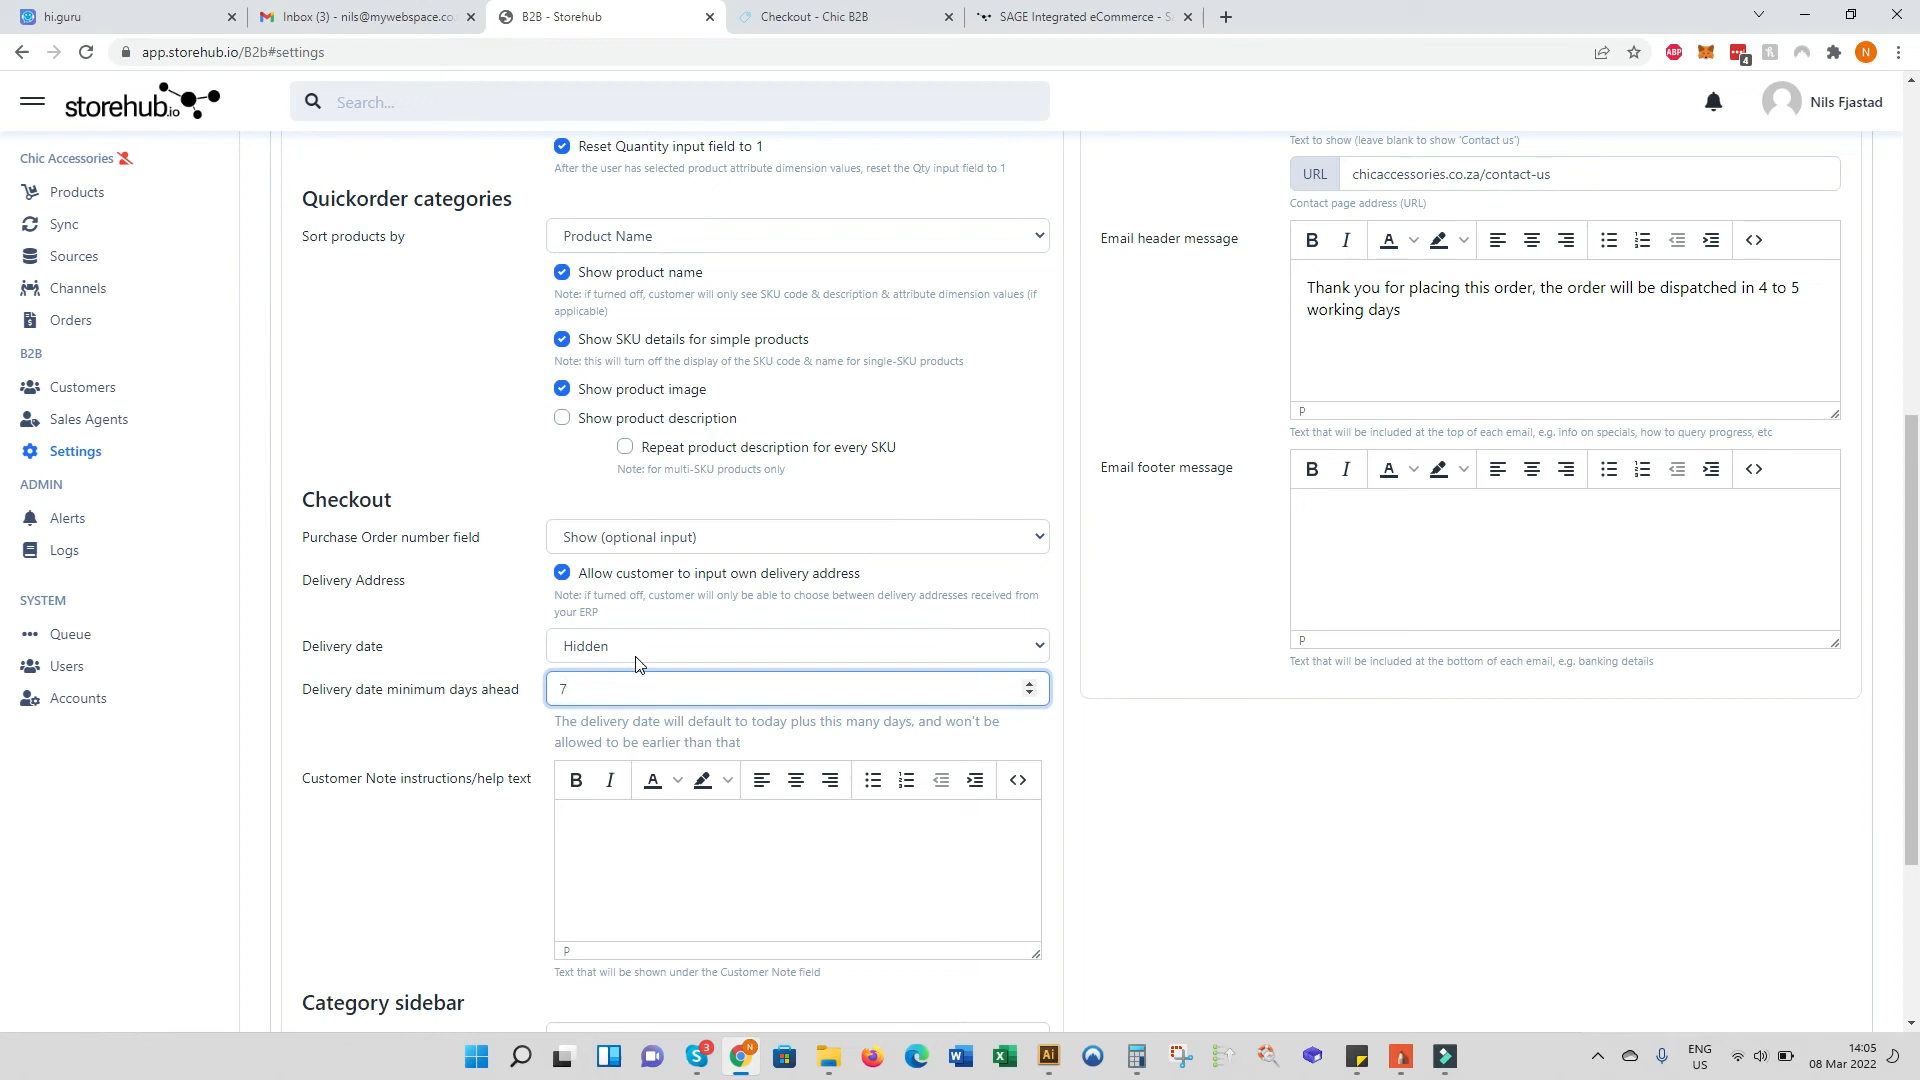 hi.guru
Inbox (3) - nils@mywebspace.co
B2B - Storehub
Checkout - Chic B2B
SAGE Integrated eCommerce - S
app.storehub.io/B2b#settings
ABP
4
N
storehub.io
Search...
Nils Fjastad
Chic Accessories
Products
Sync
Sources
Channels
Orders
B2B
Customers
Sales Agents
Settings
ADMIN
Alerts
Logs
SYSTEM
Queue
Users
Accounts
Reset Quantity input field to 1
After the user has selected product attribute dimension values, reset the Qty input field to 1
Quickorder categories
Sort products by
Product Name
Show product name
Note: if turned off, customer will only see SKU code & description & attribute dimension values (if
applicable)
Show SKU details for simple products
Note: this will turn off the display of the SKU code & name for single-SKU products
Show product image
Show product description
Repeat product description for every SKU
Note: for multi-SKU products only
Checkout
Purchase Order number field
Show (optional input)
Delivery Address
Allow customer to input own delivery address
Note: if turned off, customer will only be able to choose between delivery addresses received from
your ERP
Delivery date
Hidden
Delivery date minimum days ahead
7
The delivery date will default to today plus this many days, and won't be
allowed to be earlier than that
Customer Note instructions/help text
B I A
P
Text that will be shown under the Customer Note field
Category sidebar
Text to show (leave blank to show 'Contact us')
URL
chicaccessories.co.za/contact-us
Contact page address (URL)
Email header message
B I A
Thank you for placing this order, the order will be dispatched in 4 to 5
working days
P
Text that will be included at the top of each email, e.g. info on specials, how to query progress, etc
Email footer message
B I A
P
Text that will be included at the bottom of each email, e.g. banking details
3
N
Ai
ENG
US
14:05
08 Mar 2022